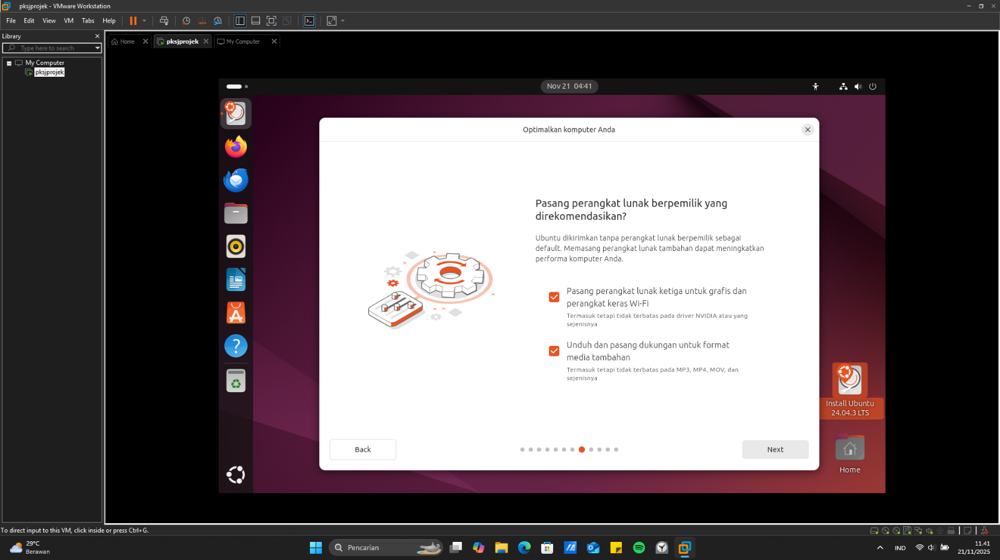 pksjprojek - VMware Workstation
File Edit View VM Tabs Help
Library
Type here to search
My Computer
pksjprojek
Home
pksjprojek
My Computer
Nov 21 04:41
Optimalkan komputer Anda
Pasang perangkat lunak berpemilik yang
direkomendasikan?
Ubuntu dikirimkan tanpa perangkat lunak berpemilik sebagai
default. Memasang perangkat lunak tambahan dapat meningkatkan
performa komputer Anda.
Pasang perangkat lunak ketiga untuk grafis dan
perangkat keras Wi-Fi
Termasuk tetapi tidak terbatas pada driver NVIDIA atau yang
sejenisnya
Unduh dan pasang dukungan untuk format
media tambahan
Termasuk tetapi tidak terbatas pada MP3, MP4, MOV, dan
sejenisnya
Back
Next
Install Ubuntu
24.04.3 LTS
Home
To direct input to this VM, click inside or press Ctrl+G.
29°C
Berawan
Pencarian
IND
11.41
21/11/2025